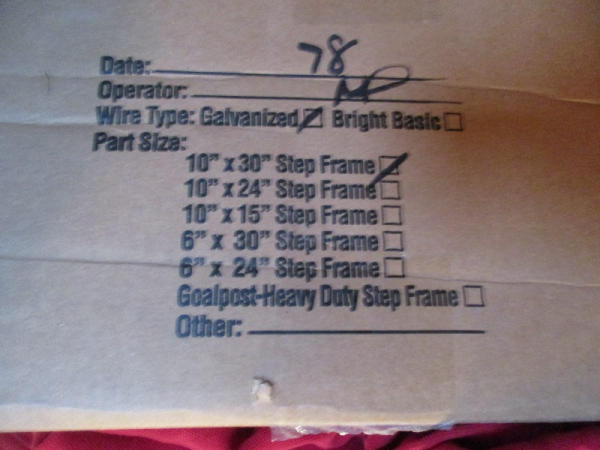 Date: 78
Operator: MP
Wire Type: Galvanized Bright Basic
Part Size:
10" x 30" Step Frame
10" x 24" Step Frame
10" x 15" Step Frame
6" x 30" Step Frame
6" x 24" Step Frame
Goalpost-Heavy Duty Step Frame
Other: